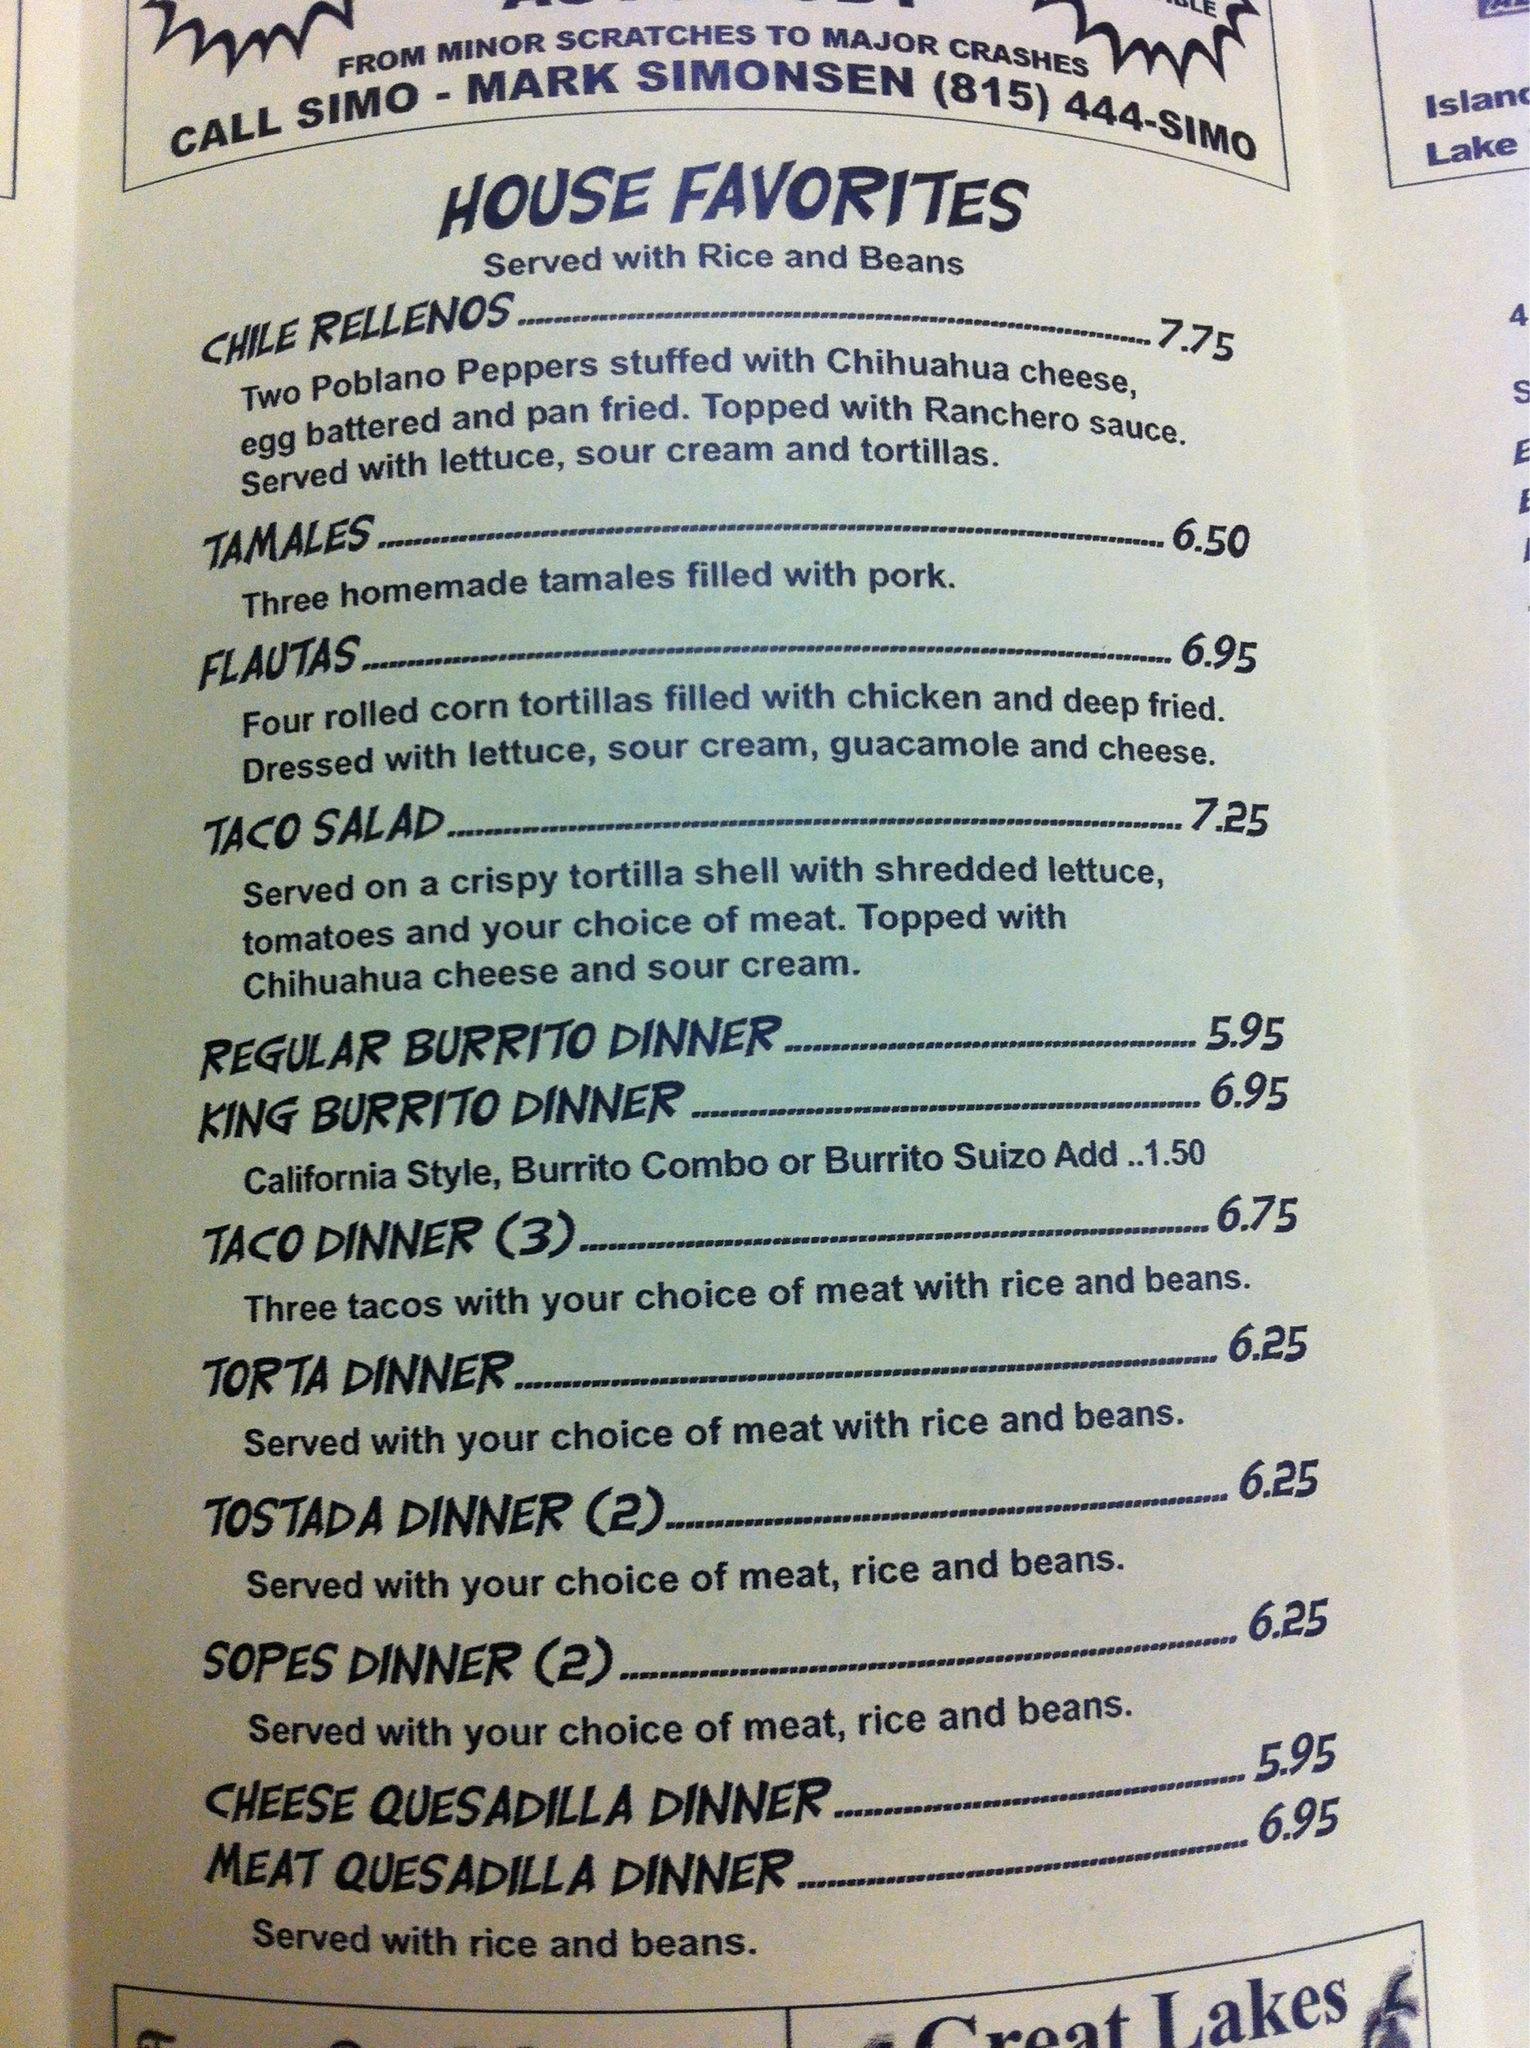 FROM MINOR SCRATCHES TO MAJOR CRASHES
CALL SIMO - MARK SIMONSEN (815) 444-SIMO
HOUSE FAVORITES
Served with Rice and Beans
CHILE RELLENOS 7.75
Two Poblano Peppers stuffed with Chihuahua cheese,
egg battered and pan fried. Topped with Ranchero sauce.
Served with lettuce, sour cream and tortillas.
TAMALES 6.50
Three homemade tamales filled with pork.
FLAUTAS 6.95
Four rolled corn tortillas filled with chicken and deep fried.
Dressed with lettuce, sour cream, guacamole and cheese.
TACO SALAD 7.25
Served on a crispy tortilla shell with shredded lettuce,
tomatoes and your choice of meat. Topped with
Chihuahua cheese and sour cream.
REGULAR BURRITO DINNER 5.95
KING BURRITO DINNER 6.95
California Style, Burrito Combo or Burrito Suizo Add ..1.50
TACO DINNER (3) 6.75
Three tacos with your choice of meat with rice and beans.
TORTA DINNER 6.25
Served with your choice of meat with rice and beans.
TOSTADA DINNER (2) 6.25
Served with your choice of meat, rice and beans.
SOPES DINNER (2) 6.25
Served with your choice of meat, rice and beans.
CHEESE QUESADILLA DINNER 5.95
MEAT QUESADILLA DINNER 6.95
Served with rice and beans.
Great Lakes
Lake